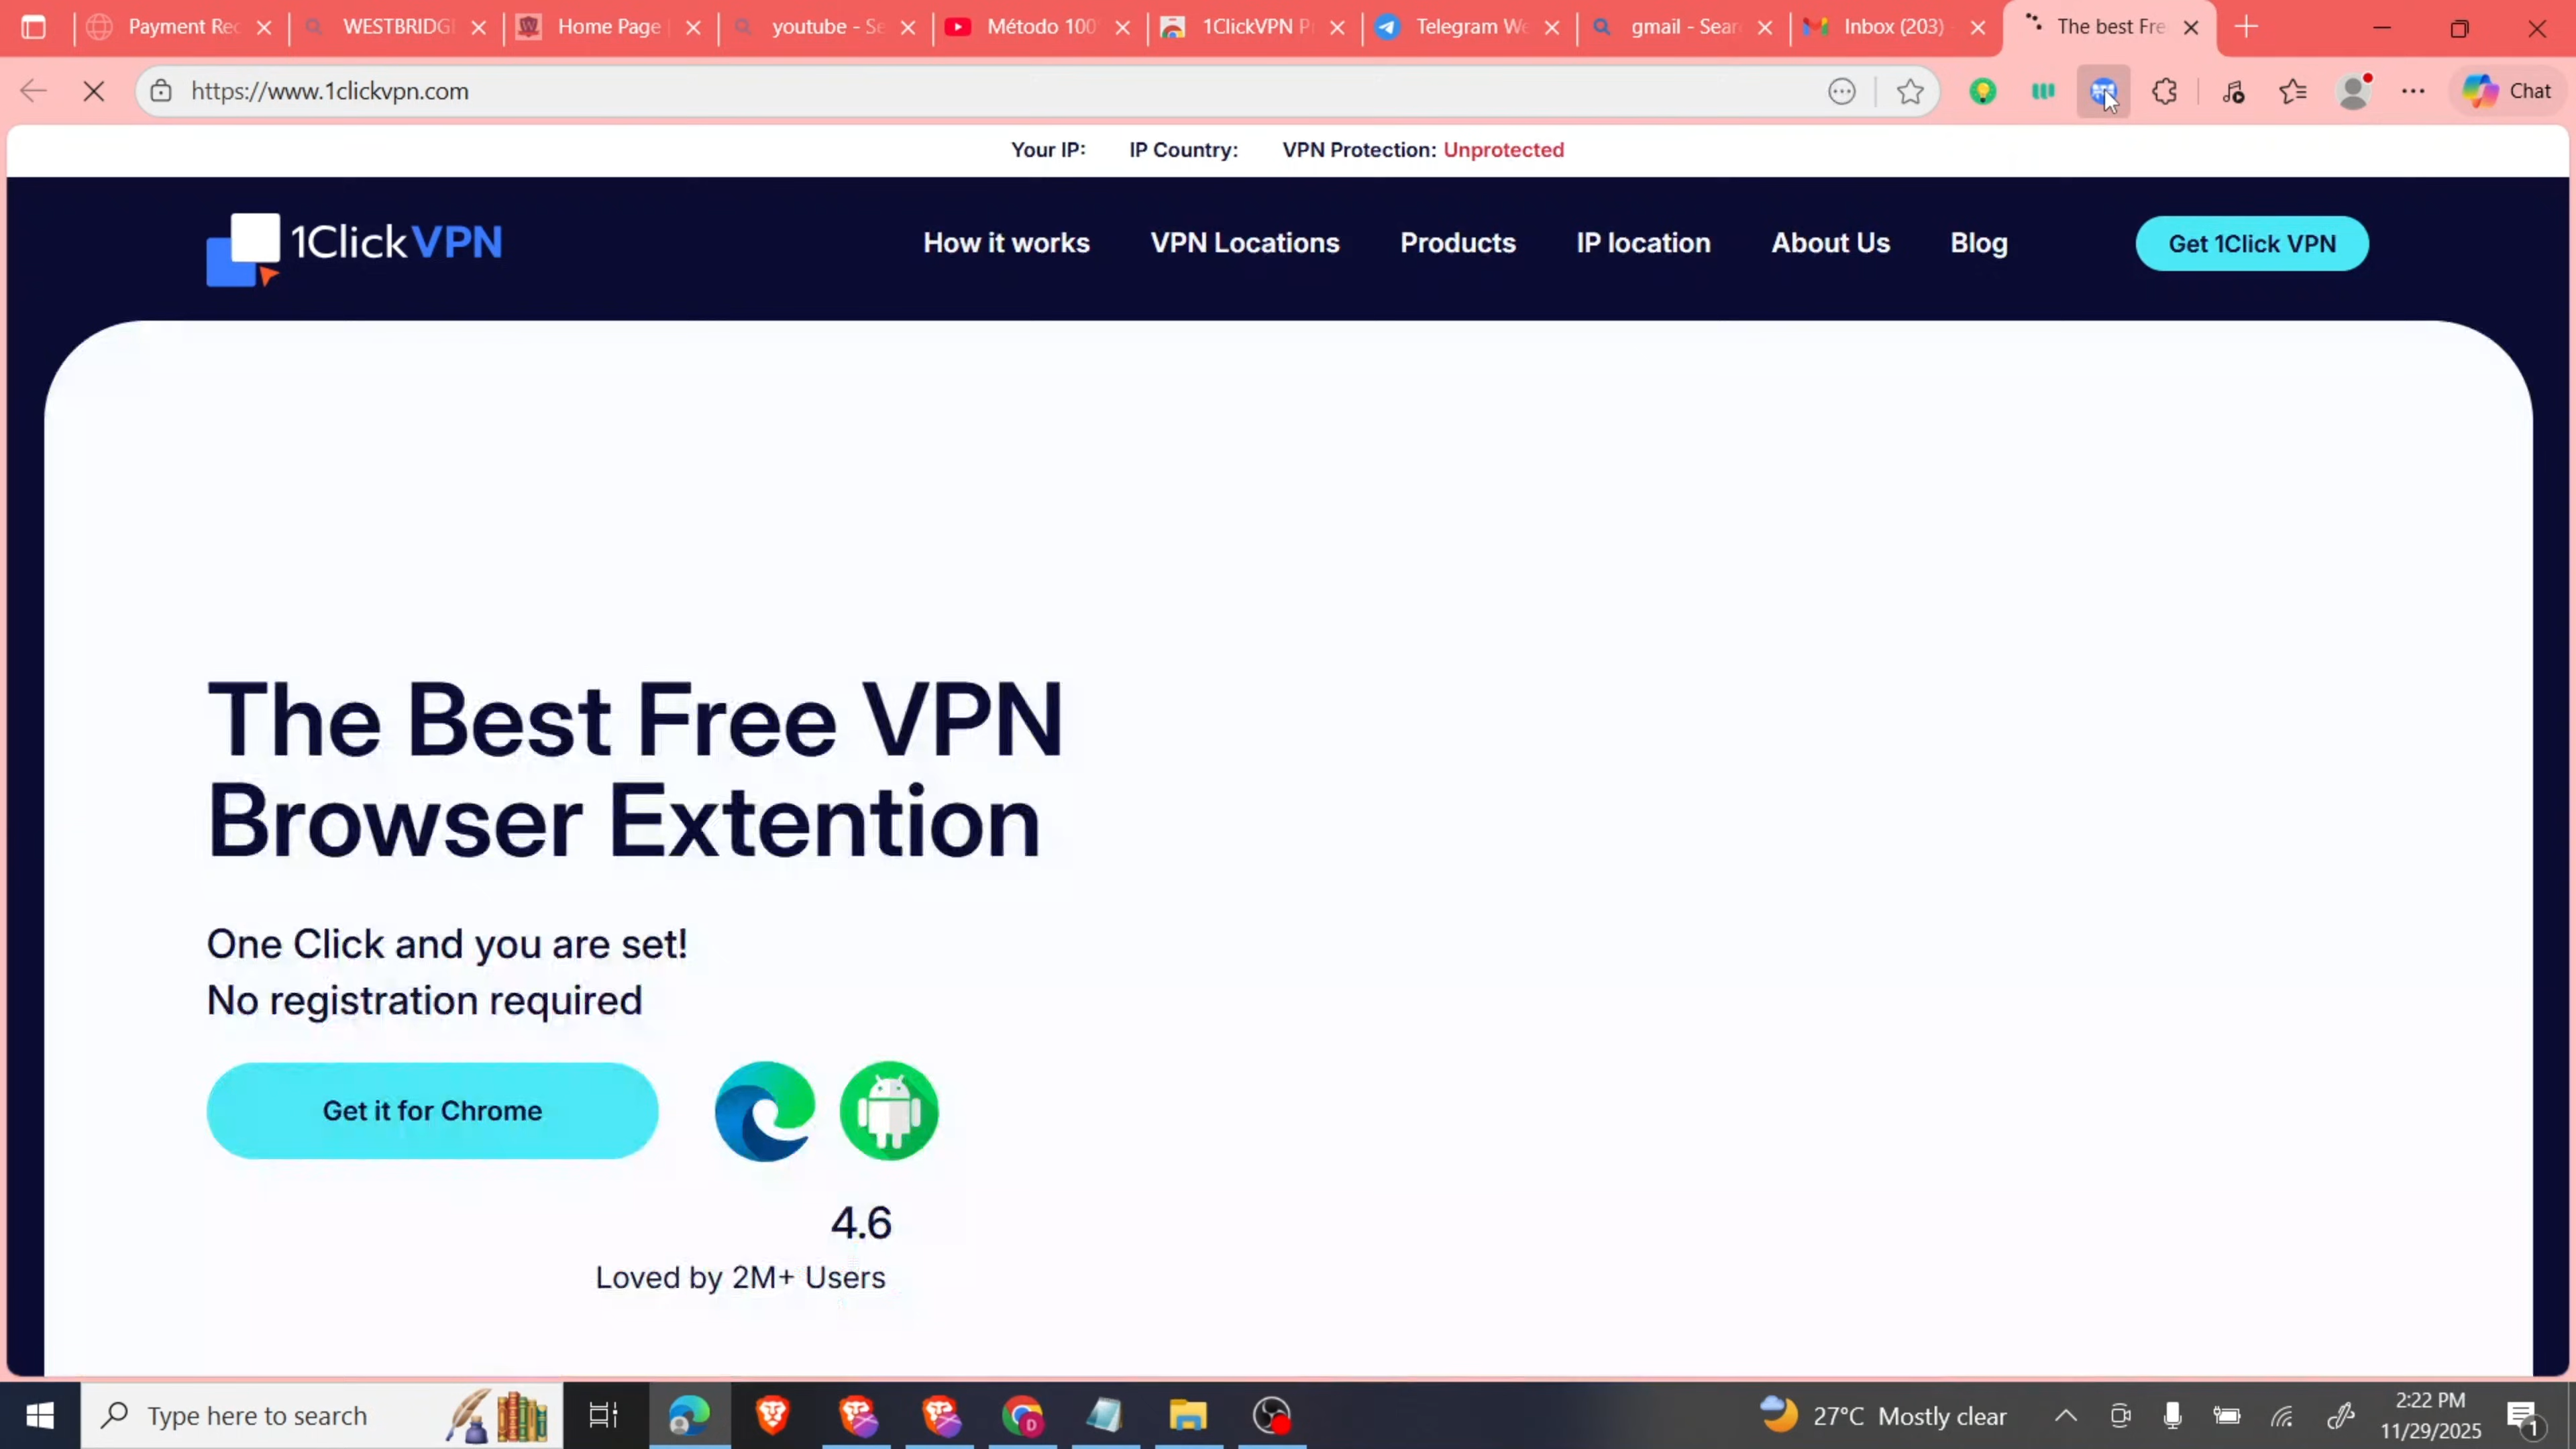 Payment Rec
WESTBRIDGI
Home Page
youtube - Se
Método 100
1ClickVPN P
Telegram We
gmail - Sear
Inbox (203)
The best Fre
https://www.1clickvpn.com
Chat
Your IP: IP Country: VPN Protection: Unprotected
1ClickVPN
How it works
VPN Locations
Products
IP location
About Us
Blog
Get 1Click VPN
The Best Free VPN
Browser Extention
One Click and you are set!
No registration required
Get it for Chrome
4.6
Loved by 2M+ Users
Type here to search
27°C Mostly clear
2:22 PM
11/29/2025
1